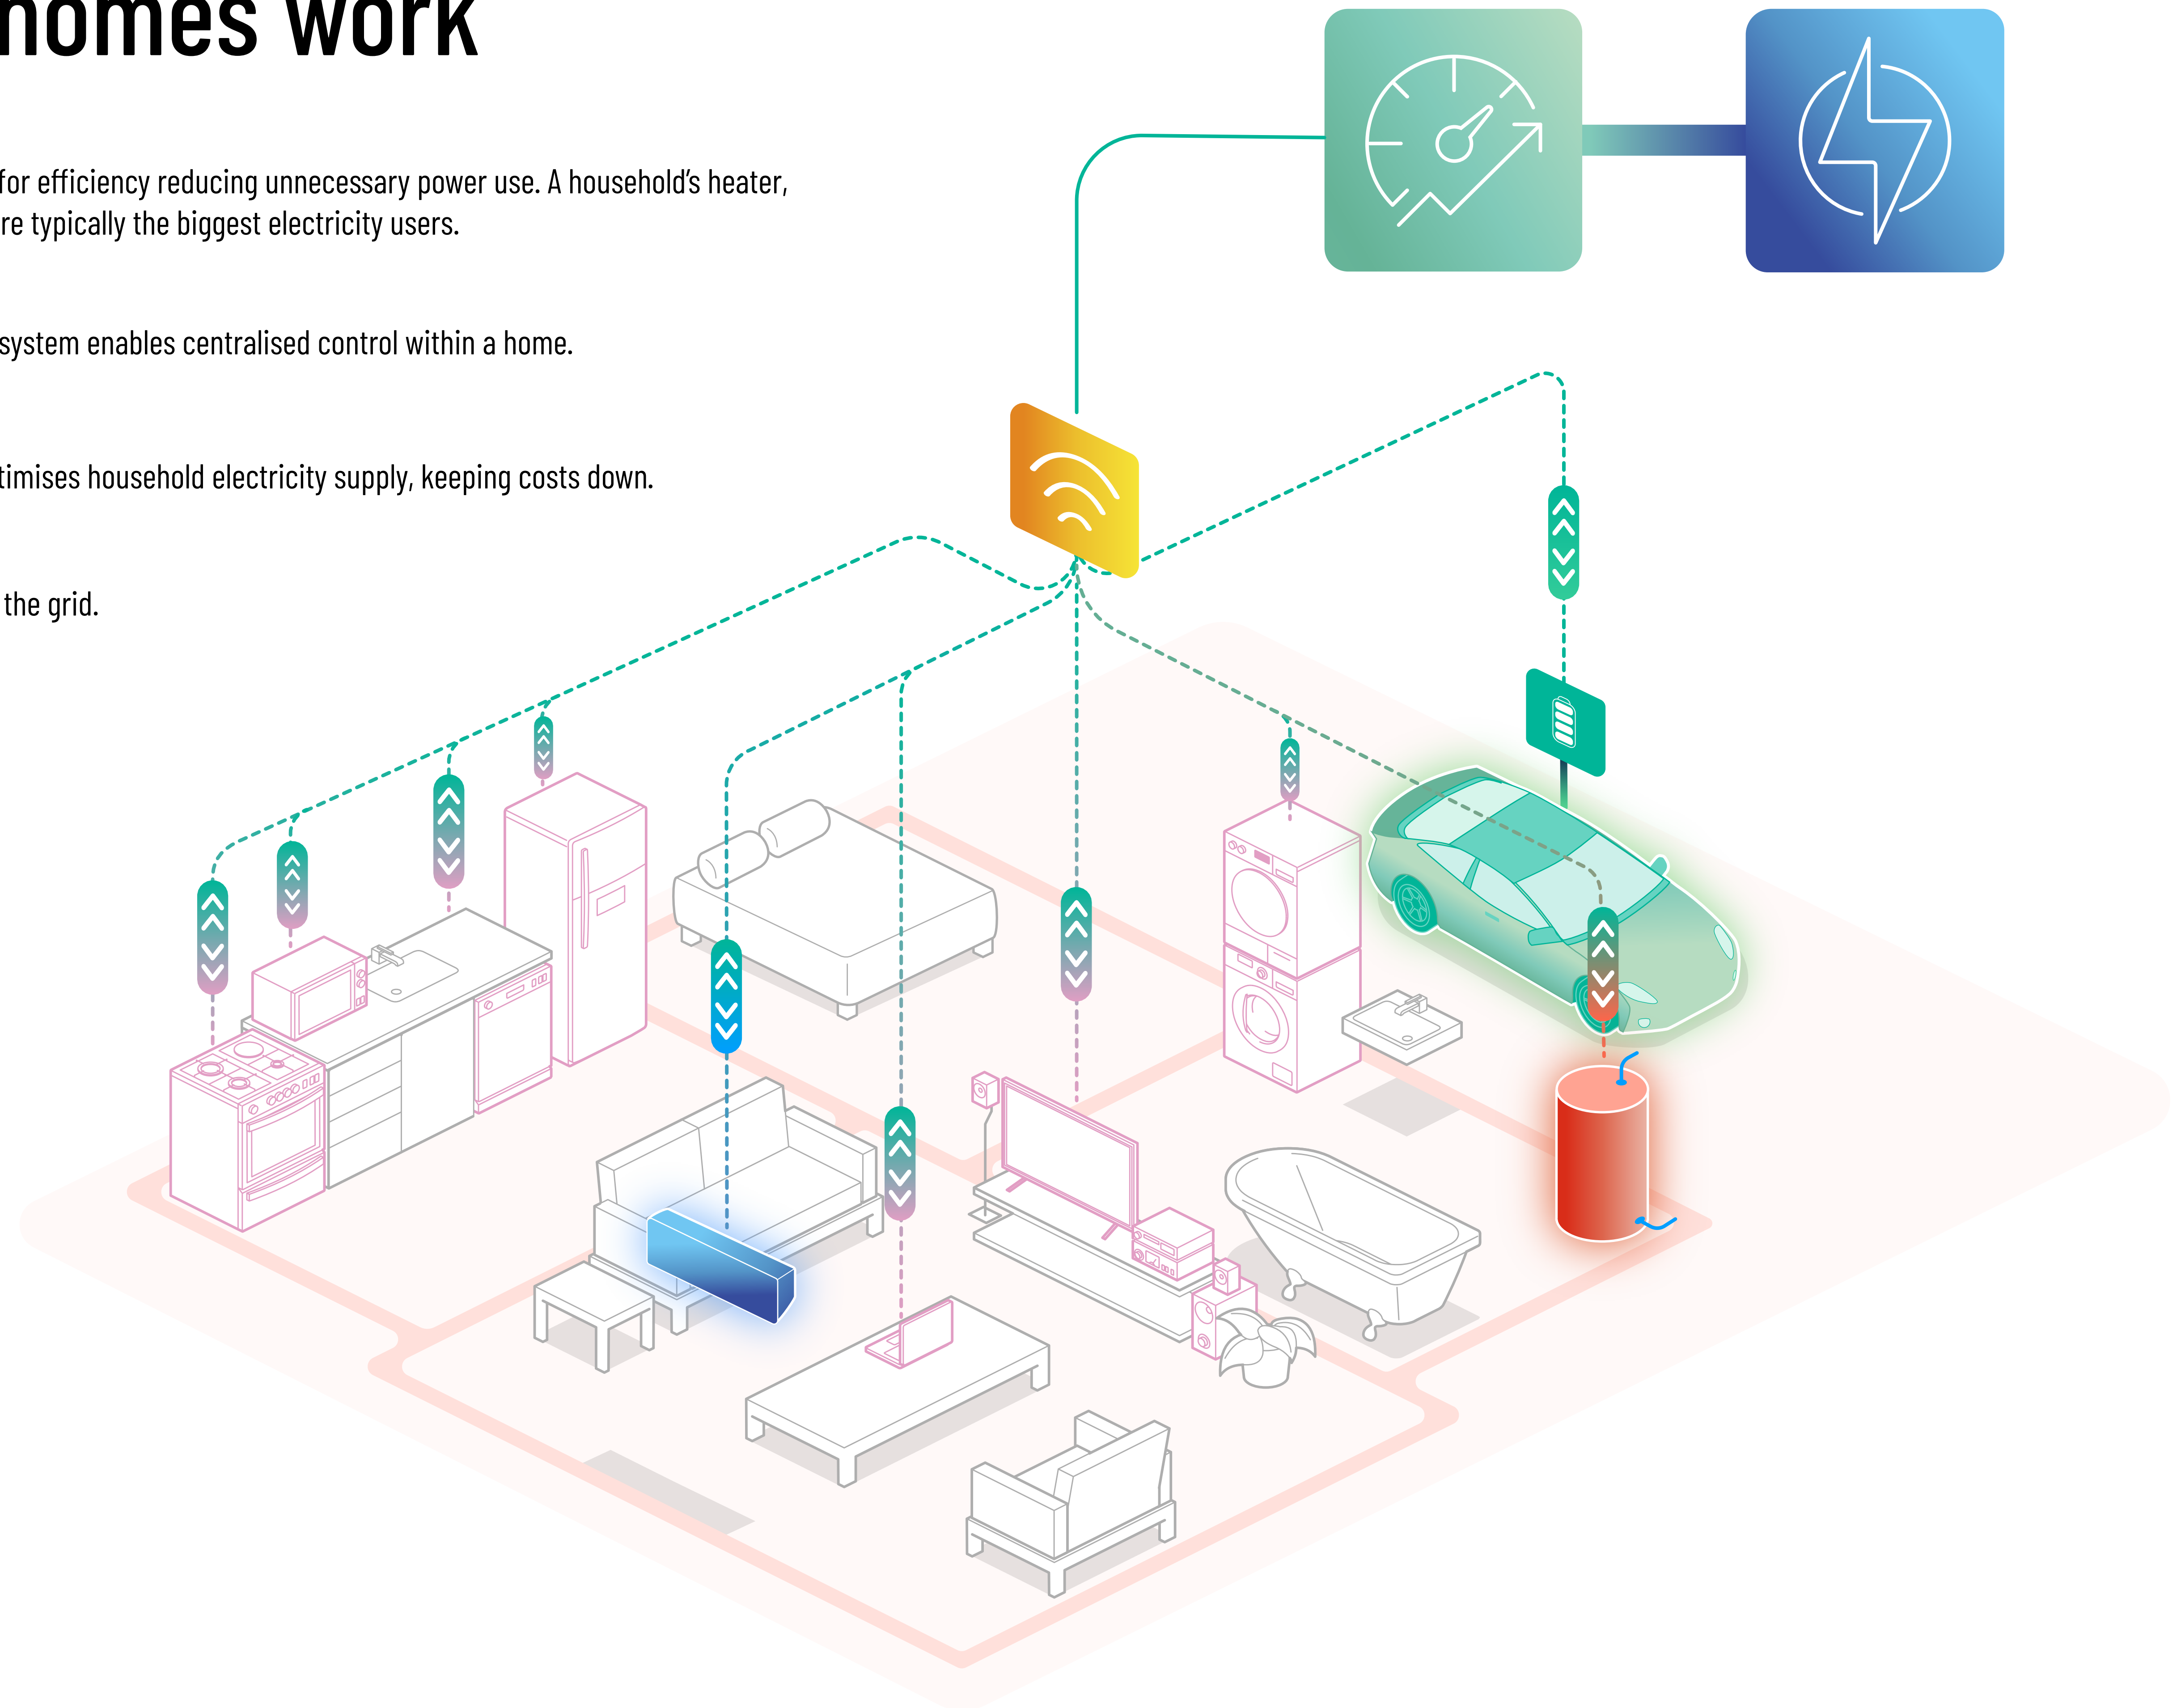 homes work
for efficiency reducing unnecessary power use. A household's heater,
re typically the biggest electricity users.
system enables centralised control within a home.
timises household electricity supply, keeping costs down.
the grid.